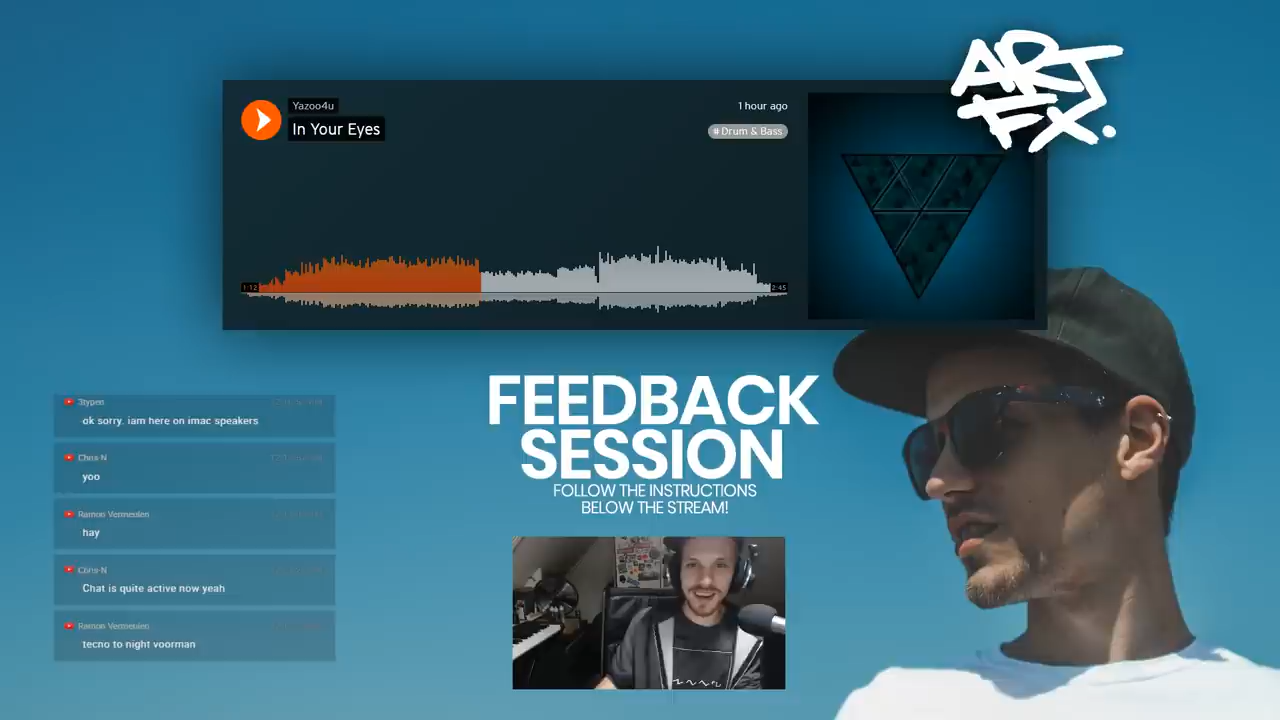 ART
FX.
Yazoo4u
In Your Eyes
1 hour ago
# Drum & Bass
1:12
2:45
FEEDBACK
SESSION
FOLLOW THE INSTRUCTIONS
BELOW THE STREAM!
3typen
ok sorry. iam here on imac speakers
Chris-N
yoo
Ramon Vermeulen
hay
Chris-N
Chat is quite active now yeah
Ramon Vermeulen
tecno to night voorman